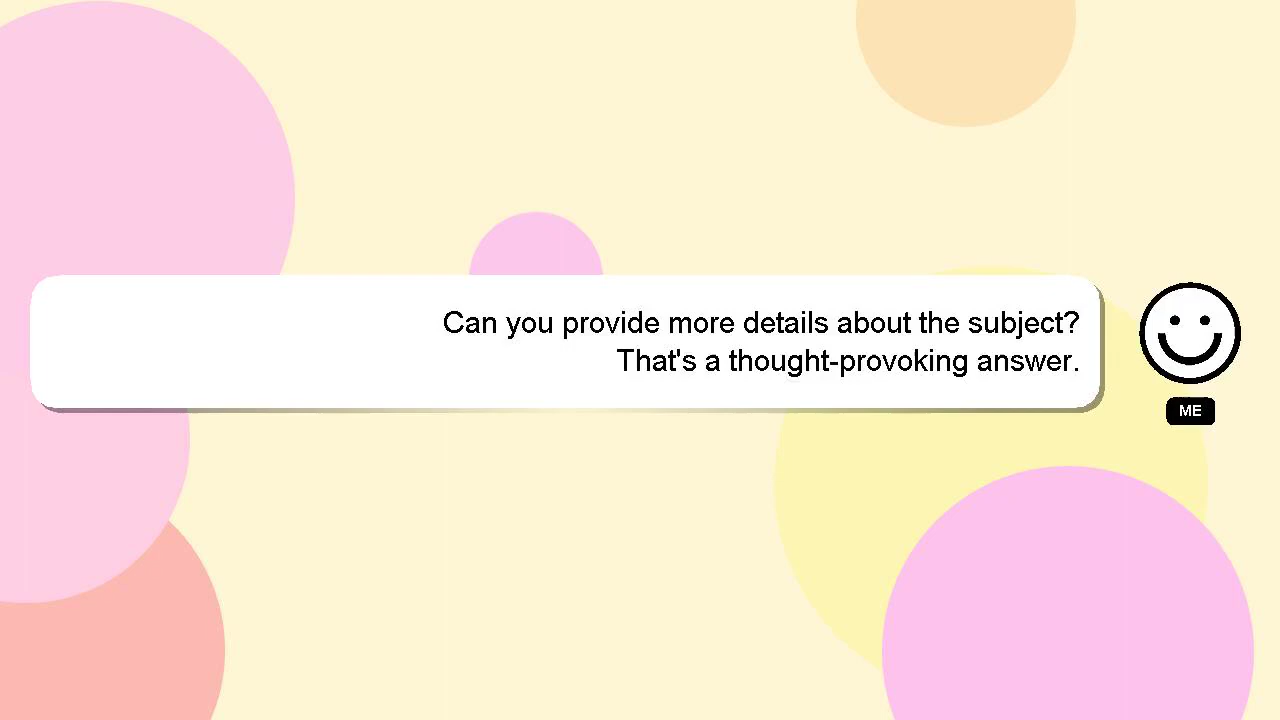 Can you provide more details about the subject?
That's a thought-provoking answer.
ME